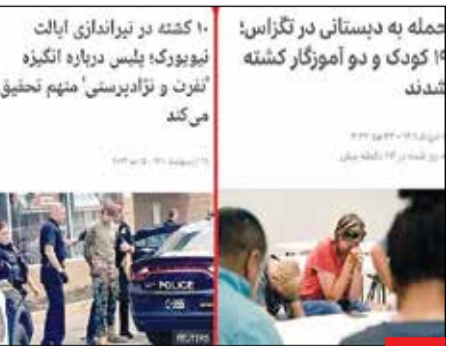 حمله به دبستانی در تگزاس؛
۱۹ کودک و دو آموزگار کشته
شدند
۱۰ کشته در تیراندازی ایالت
نیویورک؛ پلیس درباره انگیزه
'نفرت و نژادپرستی' متهم تحقیق
می‌کند
POLICE
REUTERS